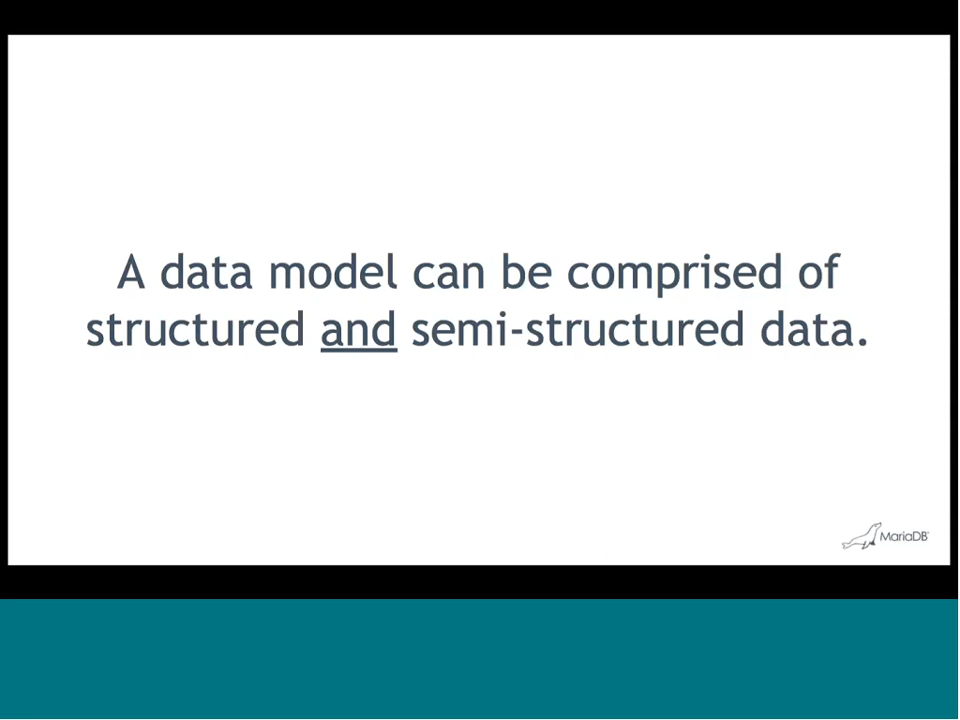 A data model can be comprised of
structured and semi-structured data.
MariaDB